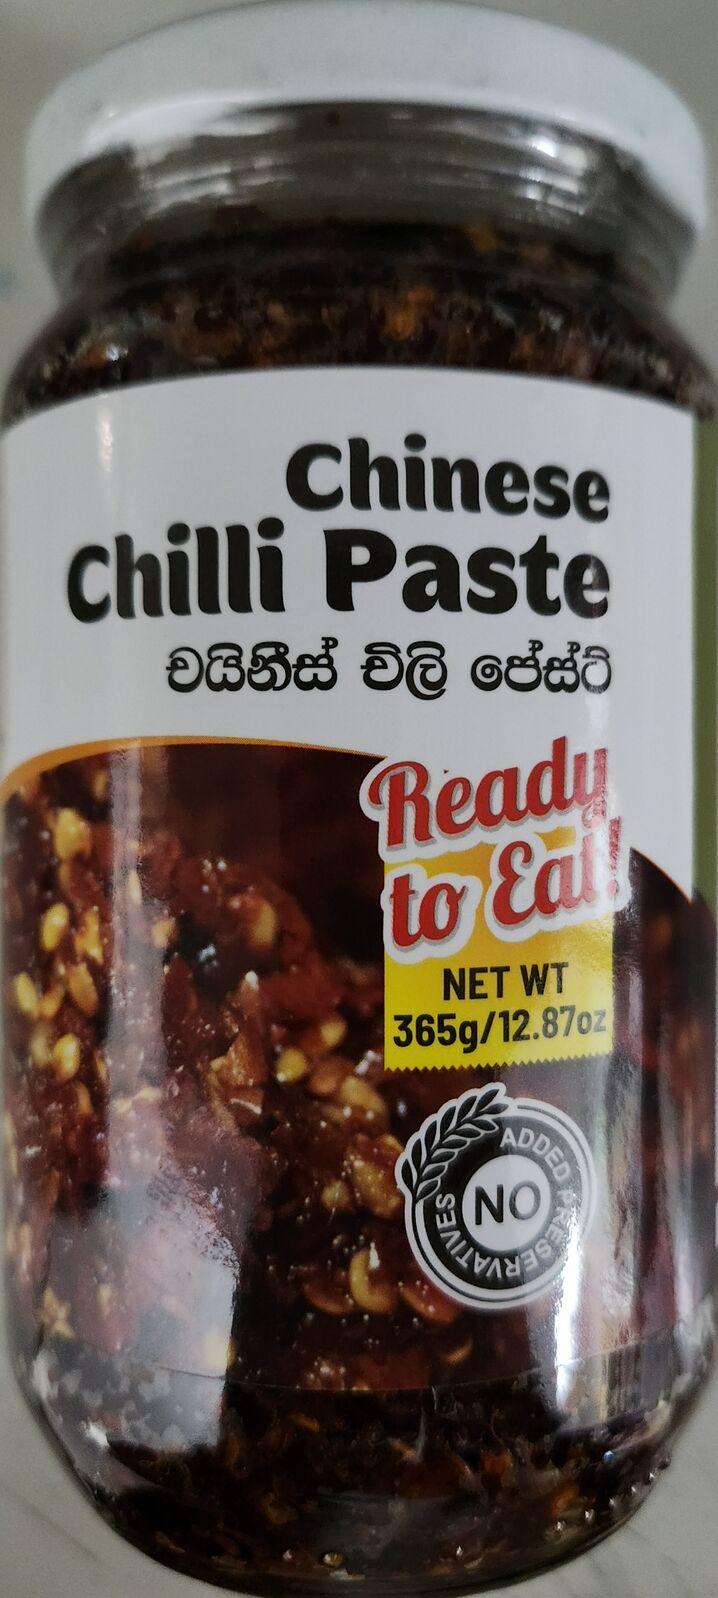 Chinese
Chilli Paste
චයිනීස් චිලි පේස්ට්
Ready
to Eat!
NET WT
365g/12.87oz
NO
ADDED PRESERVATIVES